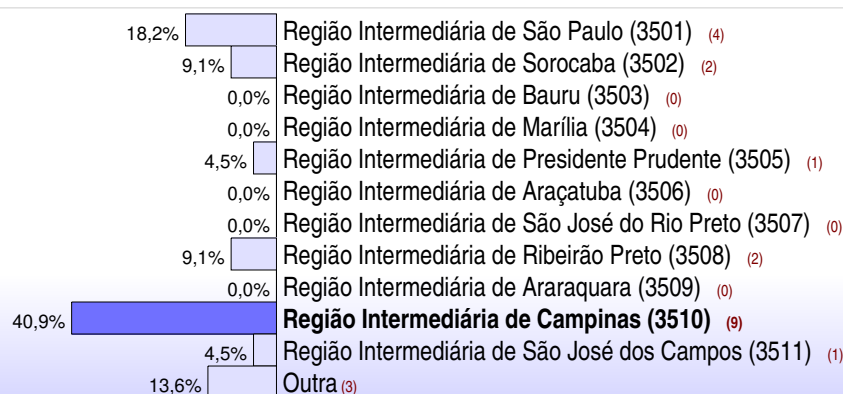 18,2% Região Intermediária de São Paulo (3501) (4)
9,1% Região Intermediária de Sorocaba (3502) (2)
0,0% Região Intermediária de Bauru (3503) (0)
0,0% Região Intermediária de Marília (3504) (0)
4,5% Região Intermediária de Presidente Prudente (3505) (1)
0,0% Região Intermediária de Araçatuba (3506) (0)
0,0% Região Intermediária de São José do Rio Preto (3507) (0)
9,1% Região Intermediária de Ribeirão Preto (3508) (2)
0,0% Região Intermediária de Araraquara (3509) (0)
40,9% Região Intermediária de Campinas (3510) (9)
4,5% Região Intermediária de São José dos Campos (3511) (1)
13,6% Outra (3)